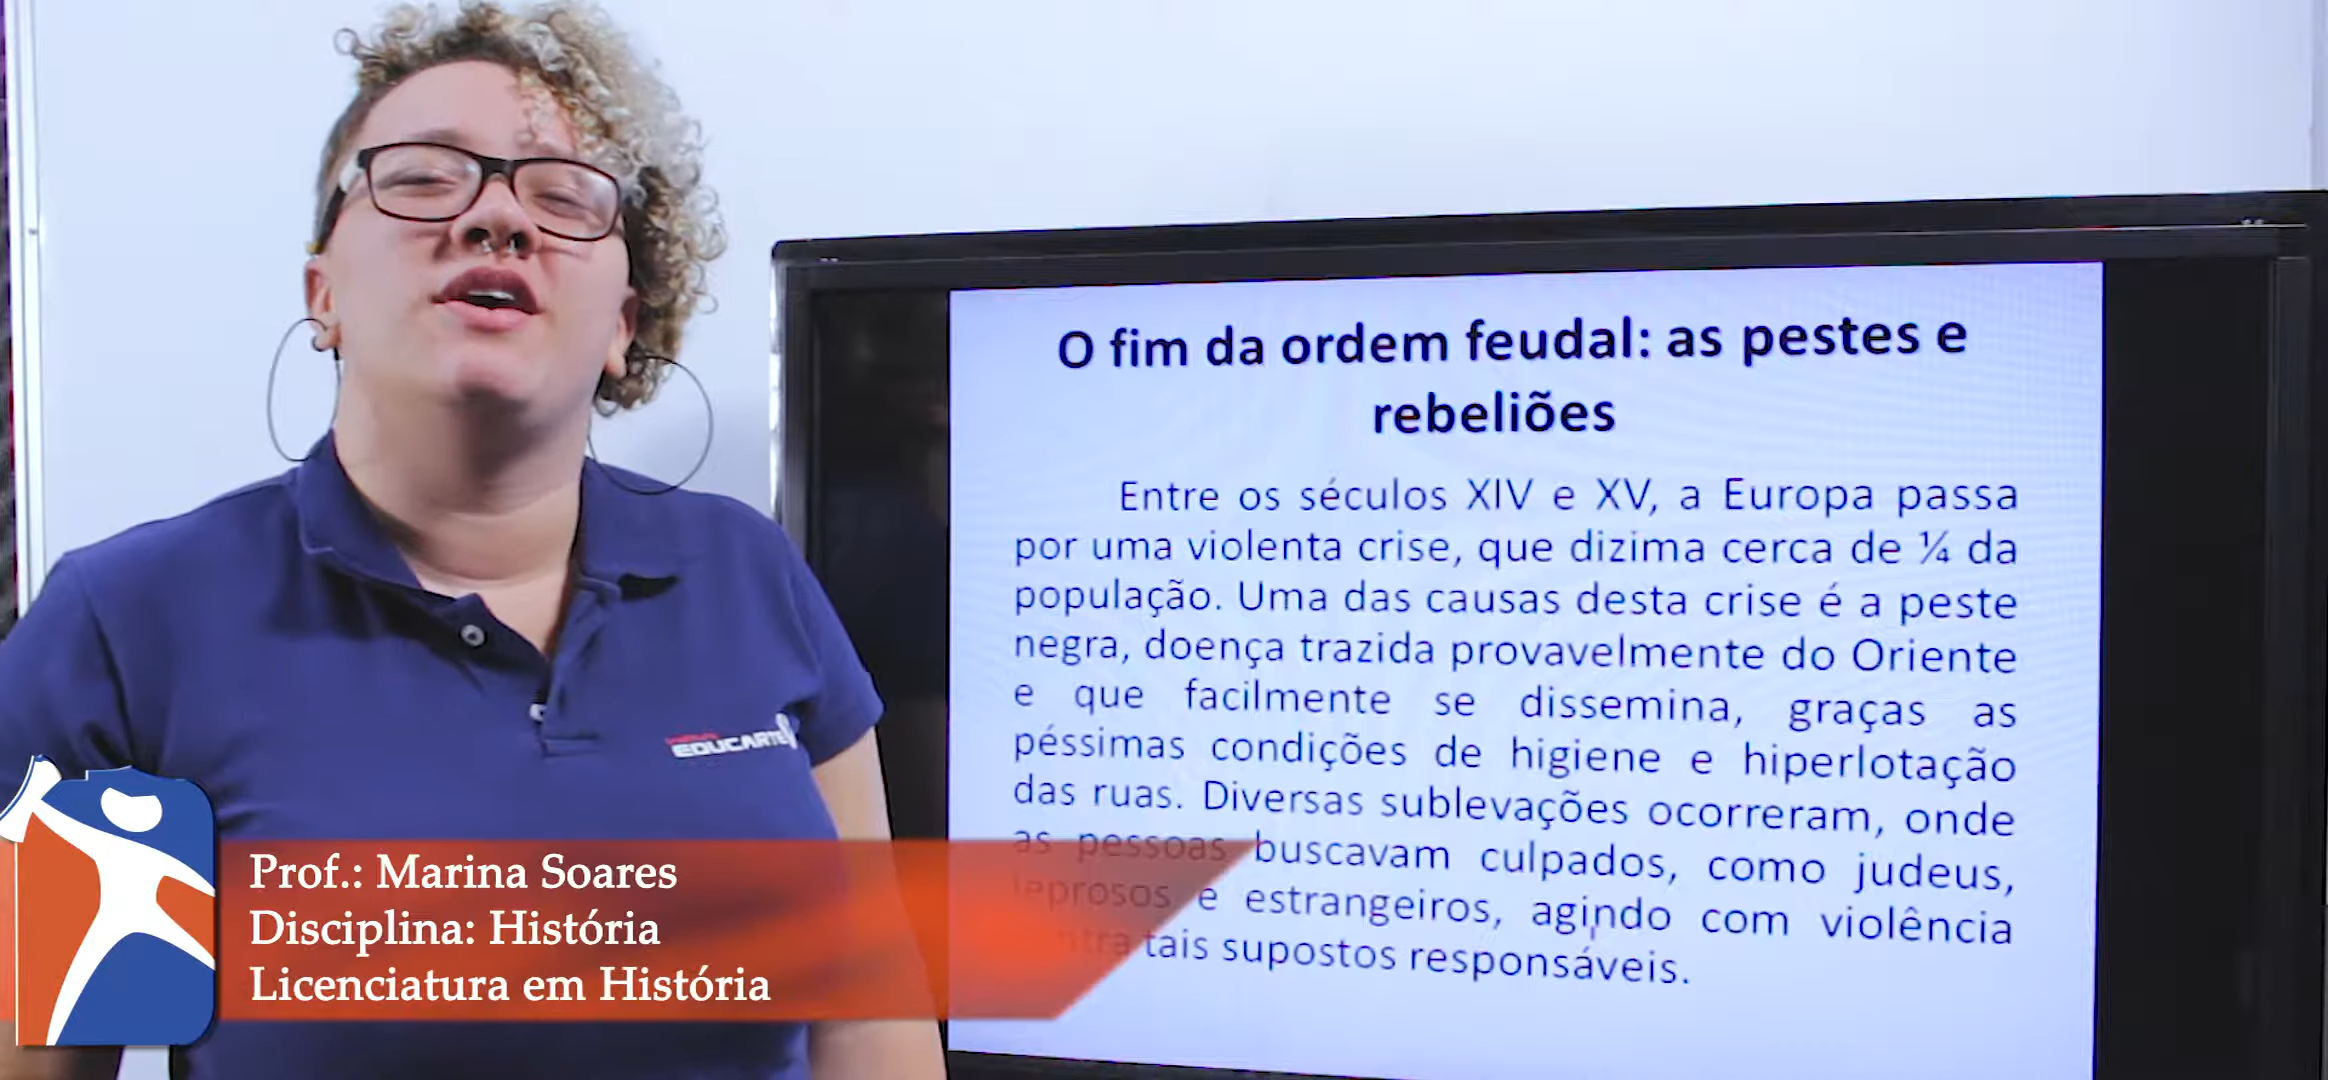 O fim da ordem feudal: as pestes e
rebeliões
Entre os séculos XIV e XV, a Europa passa
por uma violenta crise, que dizima cerca de ¼ da
população. Uma das causas desta crise é a peste
negra, doença trazida provavelmente do Oriente
e que facilmente se dissemina, graças as
péssimas condições de higiene e hiperlotação
das ruas. Diversas sublevações ocorreram, onde
as pessoas buscavam culpados, como judeus,
leprosos e estrangeiros, agindo com violência
contra tais supostos responsáveis.
EDUCARTE
Prof.: Marina Soares
Disciplina: História
Licenciatura em História